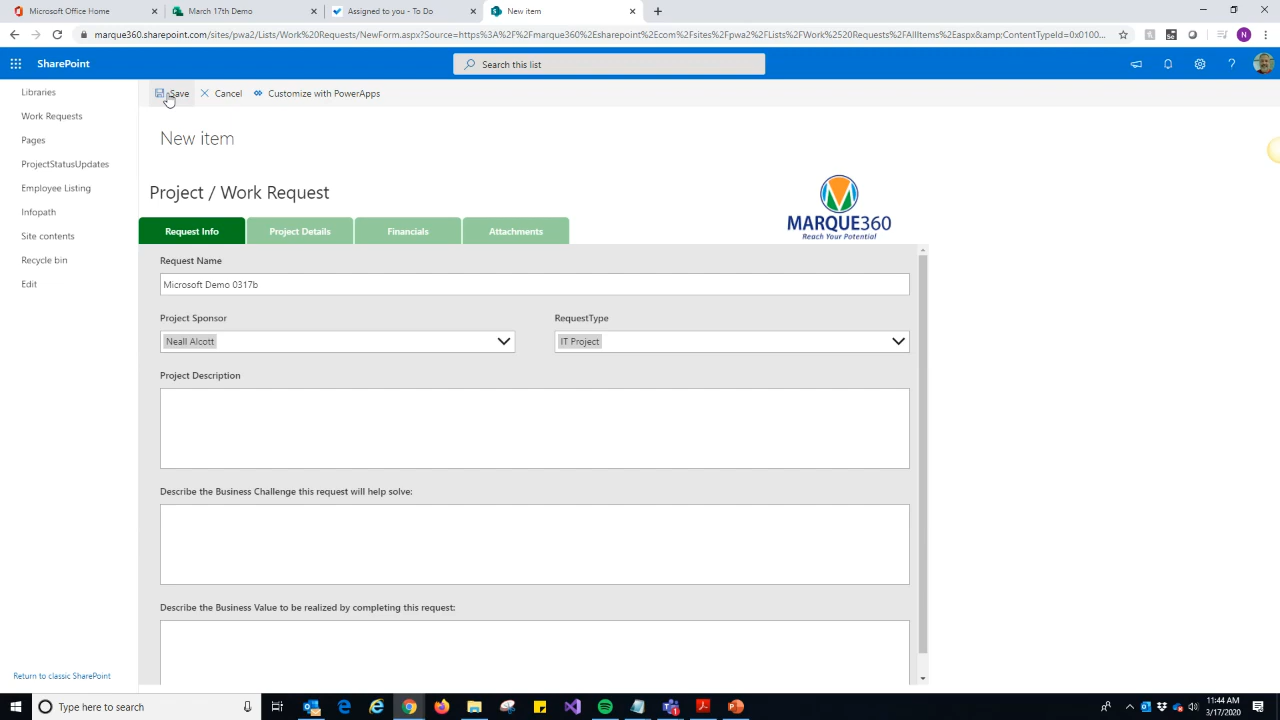 Microsoft Office Home
March 17th Demo
Assigned to you - To Do
New item
marque360.sharepoint.com/sites/pwa2/Lists/Work%20Requests/NewForm.aspx?Source=https%3A%2F%2Fmarque360%2Esharepoint%2Ecom%2Fsites%2Fpwa2%2FLists%2FWork%2520Requests%2FAllItems%2Easpx&amp;ContentTypeId=0x0100...
N
SharePoint
Search this list
?
Libraries
Work Requests
Pages
ProjectStatusUpdates
Employee Listing
Infopath
Site contents
Recycle bin
Edit
Return to classic SharePoint
Save
Cancel
Customize with PowerApps
New item
Project / Work Request
MARQUE360
Reach Your Potential
Request Info
Project Details
Financials
Attachments
Request Name
Microsoft Demo 0317b
Project Sponsor
RequestType
Neall Alcott
IT Project
Project Description
Describe the Business Challenge this request will help solve:
Describe the Business Value to be realized by completing this request:
Type here to search
11:44 AM
3/17/2020